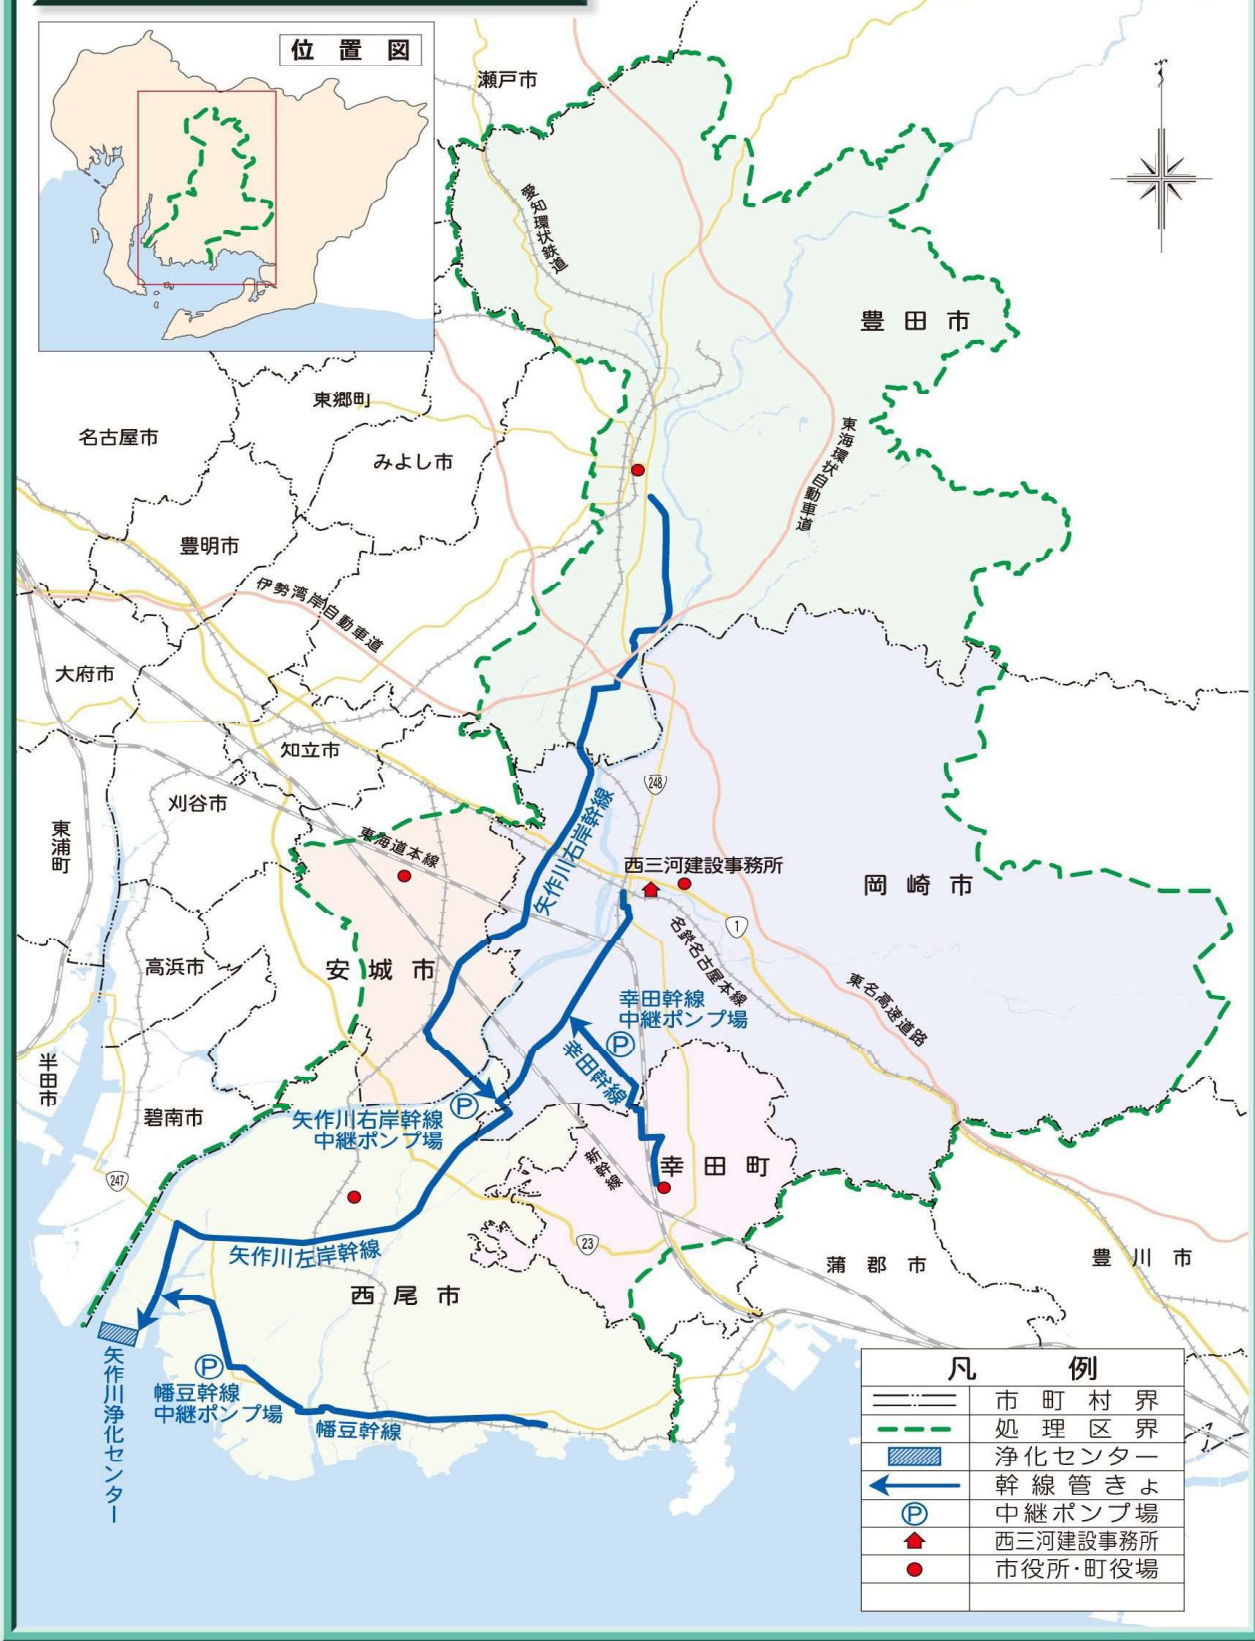 位置図
瀬戸市
愛知環状鉄道
豊田市
東郷町
名古屋市
みよし市
東海環状自動車道
豊明市
伊勢湾岸自動車道
大府市
知立市
248
刈谷市
矢作川右岸幹線
東浦町
東海道本線
西三河建設事務所
岡崎市
1
名鉄名古屋本線
高浜市
安城市
東名高速道路
幸田幹線
中継ポンプ場
P
幸田幹線
半田市
碧南市
矢作川右岸幹線
中継ポンプ場
P
新幹線
幸田町
247
23
矢作川左岸幹線
蒲郡市
豊川市
西尾市
矢作川浄化センター
P
幡豆幹線
中継ポンプ場
幡豆幹線
凡例
市町村界
処理区界
浄化センター
幹線管きょ
P 中継ポンプ場
西三河建設事務所
市役所・町役場